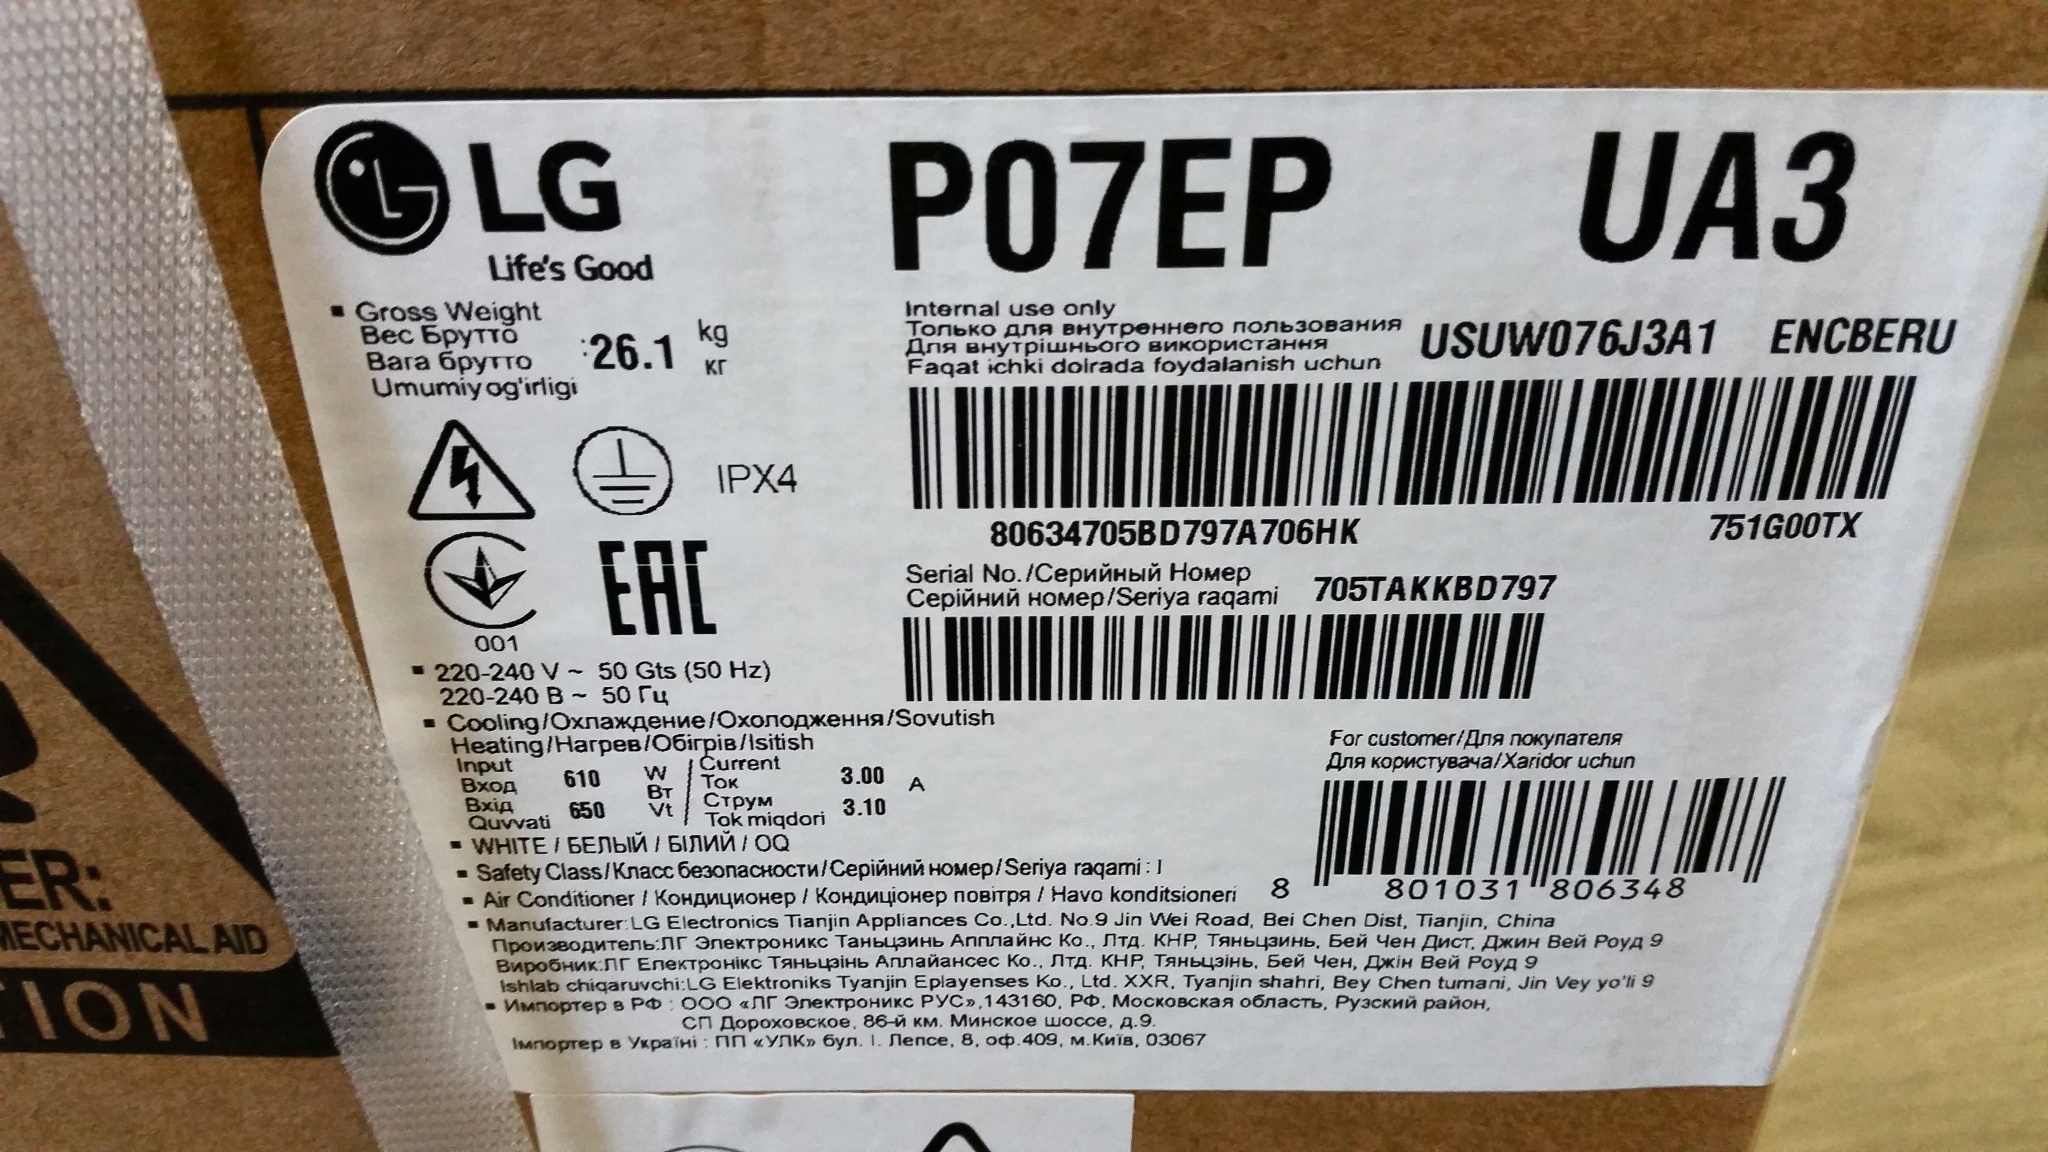 LG
Life's Good
P07EP UA3
Gross Weight
Вес Брутто
Вага брутто
Umumiy og'irligi
:26.1 kg
кг
Internal use only
Только для внутреннего пользования
Для внутрішнього використання
Faqat ichki dolrada foydalanish uchun
USUW076J3A1 ENCBERU
IPX4
80634705BD797A706HK 751G00TX
001
EAC
Serial No./Серийный Номер
Серійний номер/Seriya raqami 705TAKKBD797
220-240 V ~ 50 Gts (50 Hz)
220-240 В ~ 50 Гц
Cooling/Охлаждение/Охолодження/Sovutish
Heating/Нагрев/Обігрів/Isitish
Input
Вход
Вхід
Quvvati
610
650
W
Вт
Vt
Current
Ток
Струм
Tok miqdori
3.00
3.10
A
For customer/Для покупателя
Для користувача/Xaridor uchun
8 801031 806348
WHITE / БЕЛЫЙ / БІЛИЙ / OQ
Safety Class/Класс безопасности/Серійний номер/Seriya raqami : I
Air Conditioner / Кондиционер / Кондиціонер повітря / Havo konditsioneri
Manufacturer:LG Electronics Tianjin Appliances Co.,Ltd. No.9 Jin Wei Road, Bei Chen Dist, Tianjin, China
Производитель:ЛГ Электроникс Таньцзинь Апплайнс Ко., Лтд. КНР, Тяньцзинь, Бей Чен Дист, Джин Вей Роуд 9
Виробник:ЛГ Електронікс Тяньцзінь Аплайансес Ко., Лтд. КНР, Тяньцзінь, Бей Чен, Джін Вей Роуд 9
Ishlab chiqaruvchi:LG Elektroniks Tyanjin Eplayenses Ko., Ltd. XXR, Tyanjin shahri, Bey Chen tumani, Jin Vey yo'li 9
Импортер в РФ : ООО «ЛГ Электроникс РУС»,143160, РФ, Московская область, Рузский район,
СП Дороховское, 86-й км. Минское шоссе, д.9.
Імпортер в Україні : ПП «УЛК» бул. І. Лепсе, 8, оф.409, м.Київ, 03067
ER:
MECHANICAL AID
TION